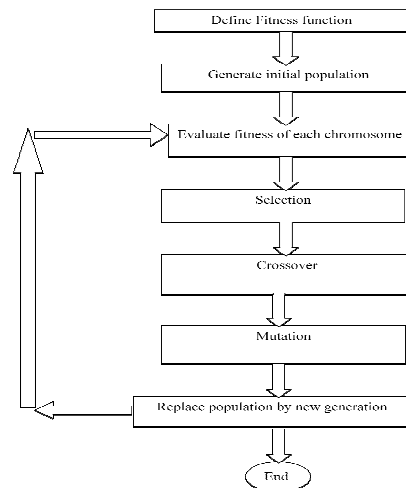 Define Fitness function
Generate initial population
Evaluate fitness of each chromosome
Selection
Crossover
Mutation
Replace population by new generation
End